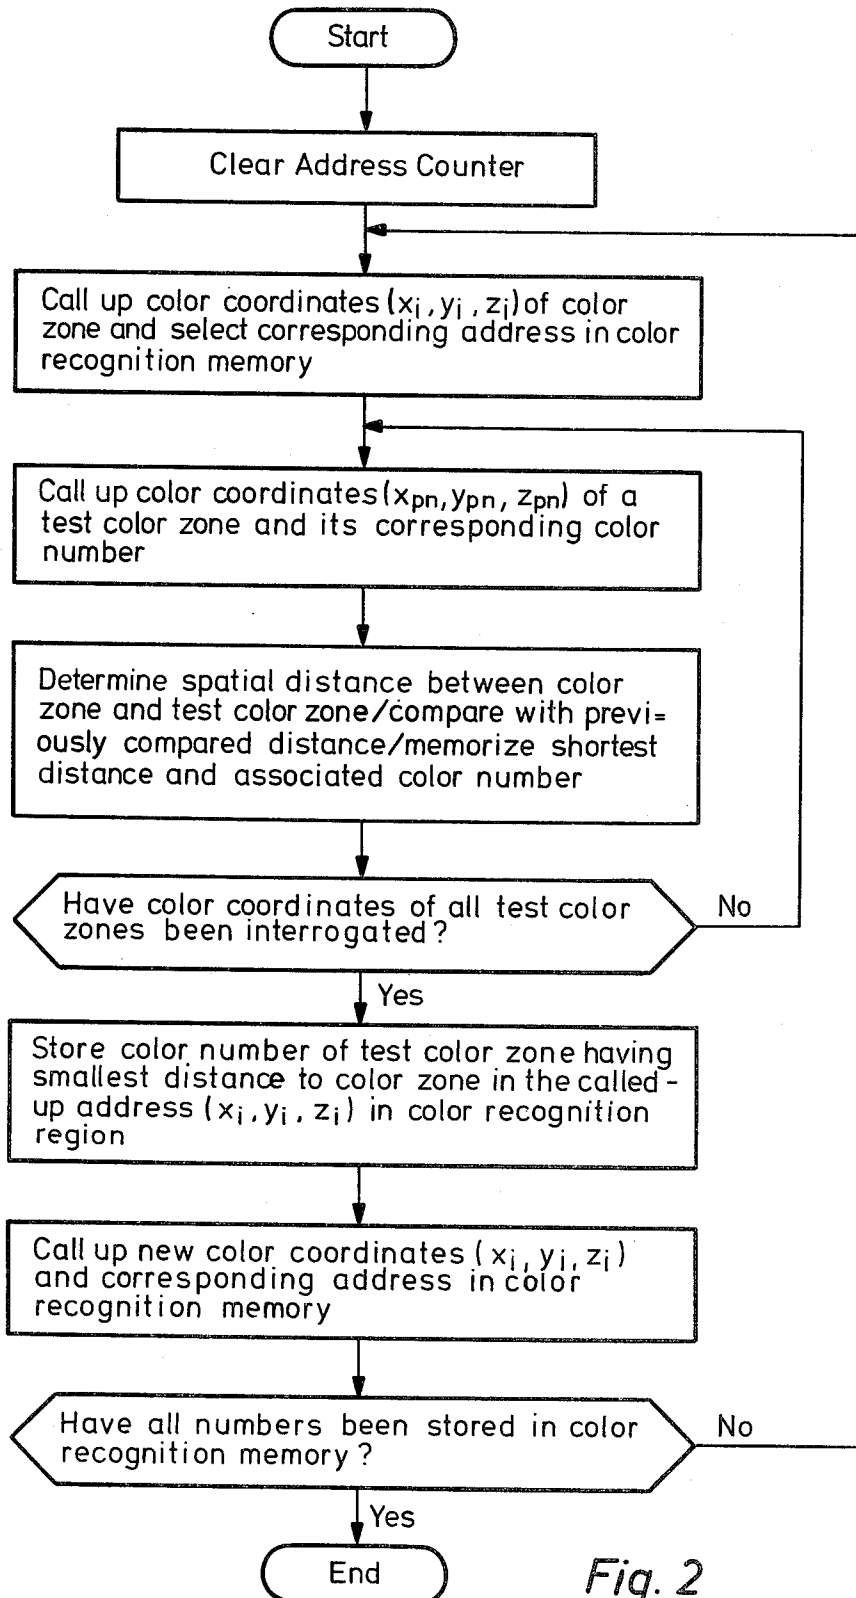 Start
Clear Address Counter
Call up color coordinates (xi, yi, zi) of color
zone and select corresponding address in color
recognition memory
Call up color coordinates (xpn, ypn, zpn) of a
test color zone and its corresponding color
number
Determine spatial distance between color
zone and test color zone/compare with previ=
ously compared distance/memorize shortest
distance and associated color number
Have color coordinates of all test color
zones been interrogated?
No
Yes
Store color number of test color zone having
smallest distance to color zone in the called-
up address (xi, yi, zi) in color recognition
region
Call up new color coordinates (xi, yi, zi)
and corresponding address in color
recognition memory
Have all numbers been stored in color
recognition memory?
No
Yes
End
Fig. 2